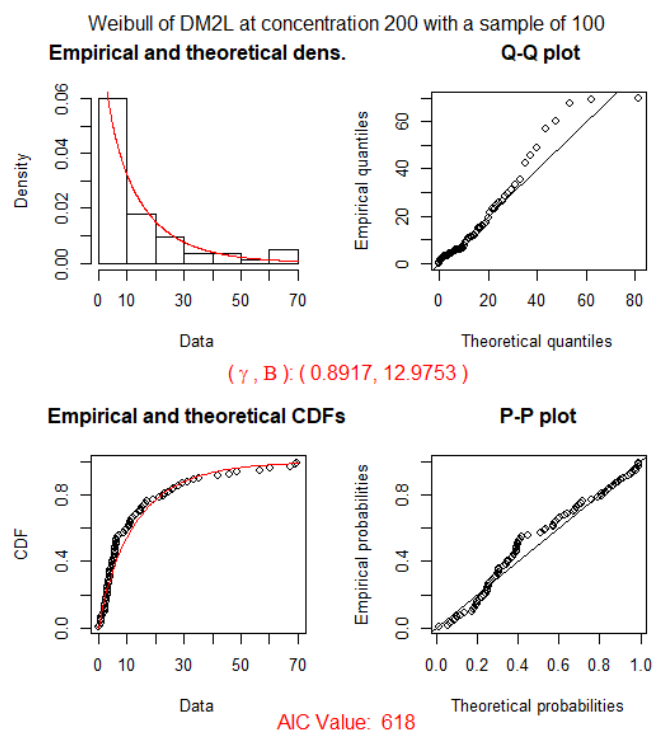 Weibull of DM2L at concentration 200 with a sample of 100
Empirical and theoretical dens.
Density
0.00 0.02 0.04 0.06
0 10 30 50 70
Data
Q-Q plot
Empirical quantiles
0 20 40 60
0 20 40 60 80
Theoretical quantiles
( γ , B ): ( 0.8917, 12.9753 )
Empirical and theoretical CDFs
CDF
0.0 0.4 0.8
0 10 30 50 70
Data
P-P plot
Empirical probabilities
0.0 0.4 0.8
0.0 0.2 0.4 0.6 0.8 1.0
Theoretical probabilities
AIC Value: 618